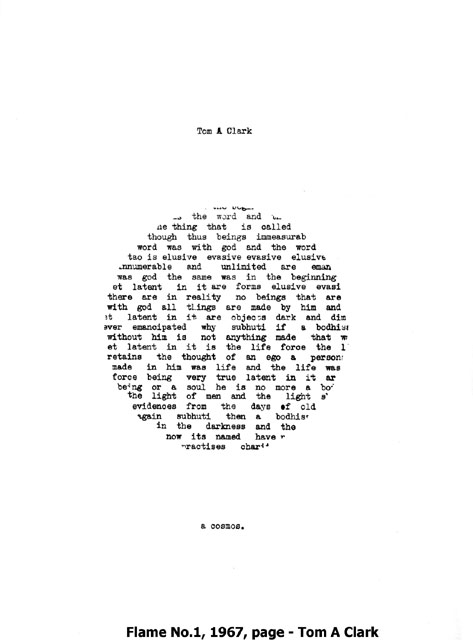 Tom A Clark
the word and
thing that is called
though thus beings immeasurab
word was with god and the word
tao is elusive evasive evasive elusive
innumerable and unlimited are eman
was god the same was in the beginning
et latent in it are forms elusive evasi
there are in reality no beings that are
with god all things are made by him and
et latent in it are objects dark and dim
ever emancipated why subhuti if a bodhis
without him is not anything made that w
et latent in it is the life force the l
retains the thought of an ego a person
made in him was life and the life was
force being very true latent in it ar
being or a soul he is no more a bo
the light of men and the light s
evidences from the days of old
again subhuti then a bodhis
in the darkness and the
now its named have
practises char
a cosmos.
Flame No.1, 1967, page - Tom A Clark